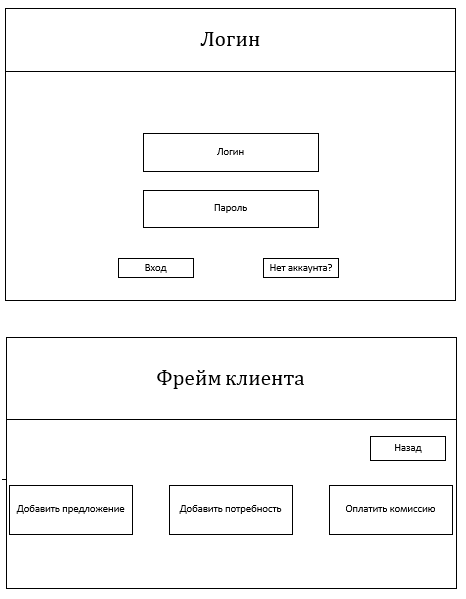 Логин
Логин
Пароль
Вход
Нет аккаунта?
Фрейм клиента
Назад
Добавить предложение
Добавить потребность
Оплатить комиссию